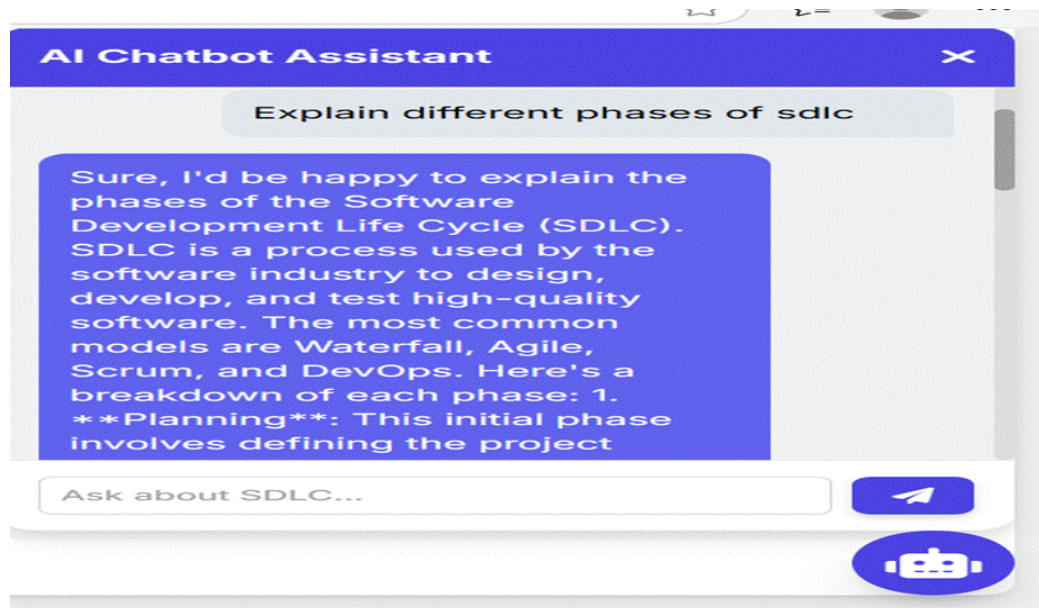 AI Chatbot Assistant
Explain different phases of sdlc
Sure, I'd be happy to explain the
phases of the Software
Development Life Cycle (SDLC).
SDLC is a process used by the
software industry to design,
develop, and test high-quality
software. The most common
models are Waterfall, Agile,
Scrum, and DevOps. Here's a
breakdown of each phase: 1.
**Planning**: This initial phase
involves defining the project
Ask about SDLC...